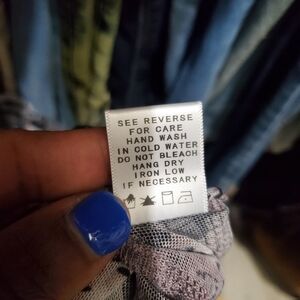 SEE REVERSE
FOR CARE
HAND WASH
IN COLD WATER
DO NOT BLEACH
HANG DRY
IRON LOW
IF NECESSARY